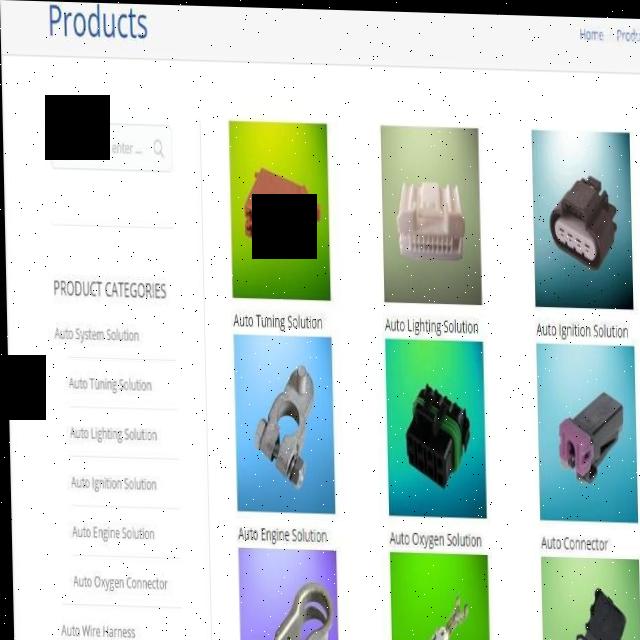 Products
Home Produ
enter ...
PRODUCT CATEGORIES
Auto System Solution
Auto Tuning Solution
Auto Lighting Solution
Auto Ignition Solution
Auto Engine Solution
Auto Oxygen Connector
Auto Wire Harness
Auto Tuning Solution
Auto Lighting Solution
Auto Ignition Solution
Auto Engine Solution
Auto Oxygen Solution
Auto Connector